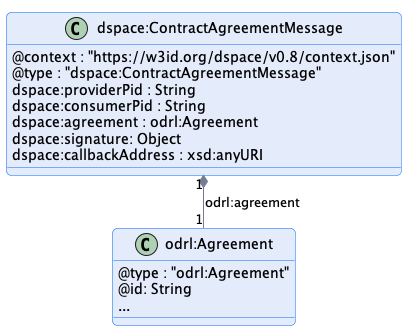 C dspace:ContractAgreementMessage
@context : "https://w3id.org/dspace/v0.8/context.json"
@type : "dspace:ContractAgreementMessage"
dspace:providerPid : String
dspace:consumerPid : String
dspace:agreement : odrl:Agreement
dspace:signature: Object
dspace:callbackAddress : xsd:anyURI
1
odrl:agreement
1
C odrl:Agreement
@type : "odrl:Agreement"
@id: String
...